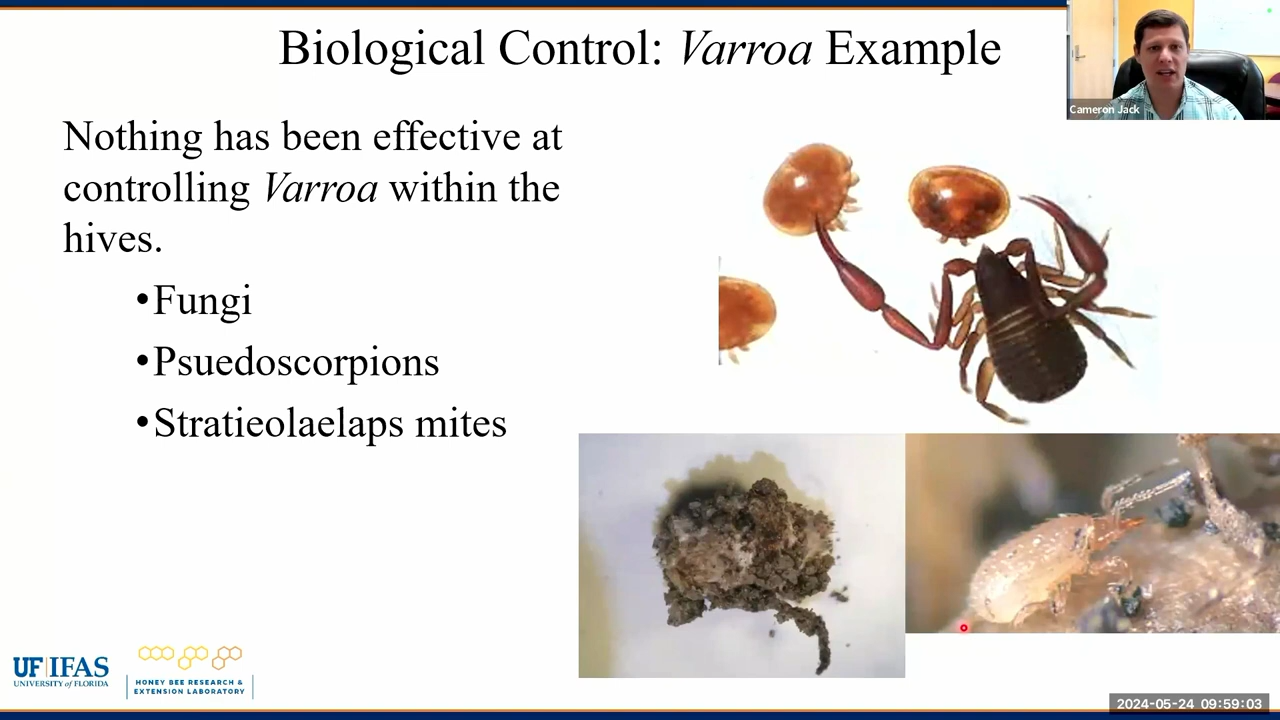 Biological Control: Varroa Example
Cameron Jack
Nothing has been effective at
controlling Varroa within the
hives.
•Fungi
•Psuedoscorpions
•Stratieolaelaps mites
UF|IFAS
UNIVERSITY of FLORIDA
HONEY BEE RESEARCH &
EXTENSION LABORATORY
2024-05-24 09:59:03